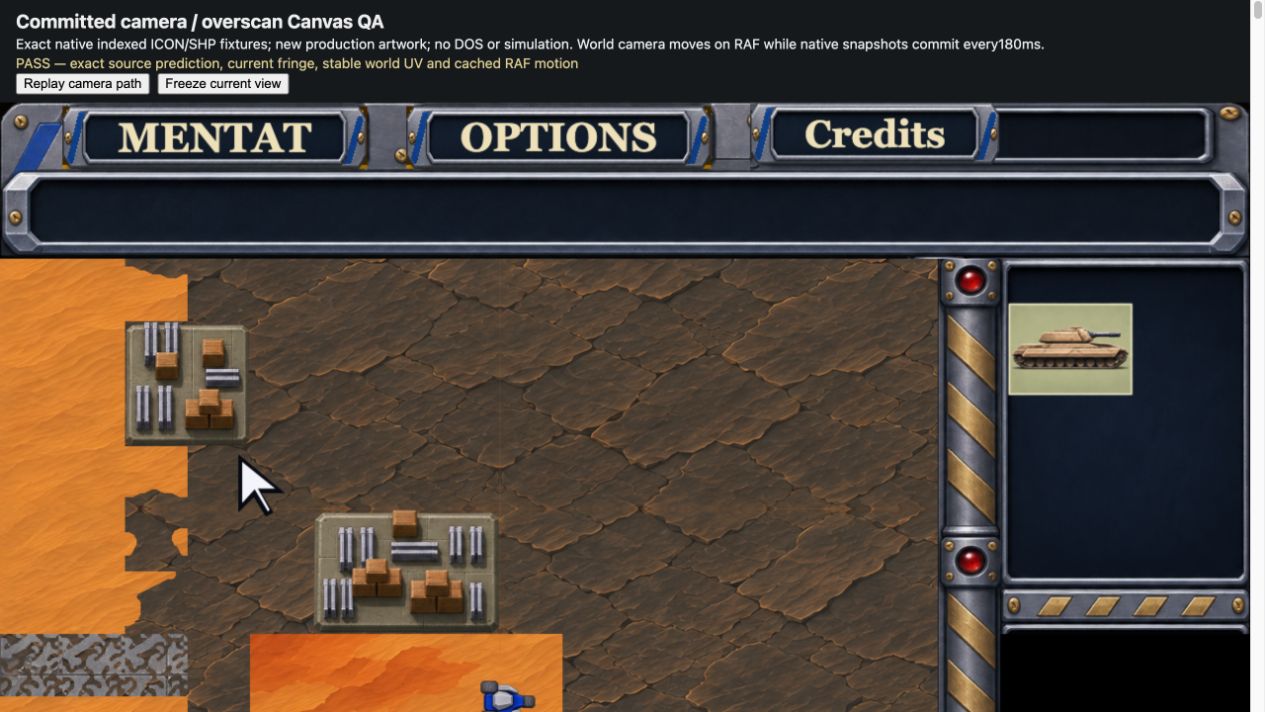 Committed camera / overscan Canvas QA
Exact native indexed ICON/SHP fixtures; new production artwork; no DOS or simulation. World camera moves on RAF while native snapshots commit every180ms.
PASS — exact source prediction, current fringe, stable world UV and cached RAF motion
Replay camera path Freeze current view
MENTAT OPTIONS Credits